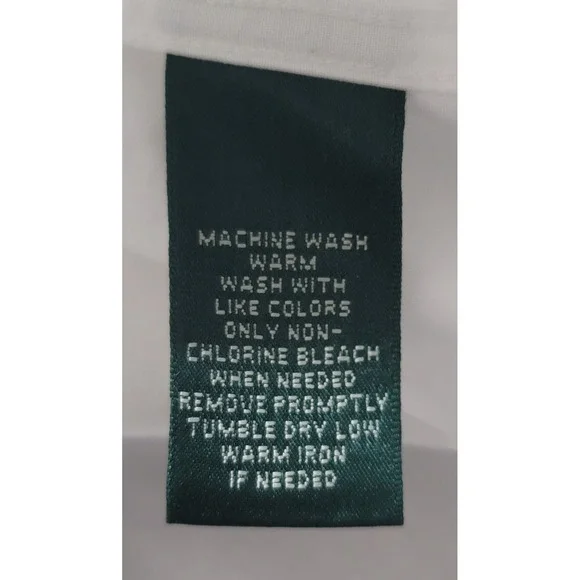 MACHINE WASH
WARM
WASH WITH
LIKE COLORS
ONLY NON-
CHLORINE BLEACH
WHEN NEEDED
REMOVE PROMPTLY
TUMBLE DRY LOW
WARM IRON
IF NEEDED